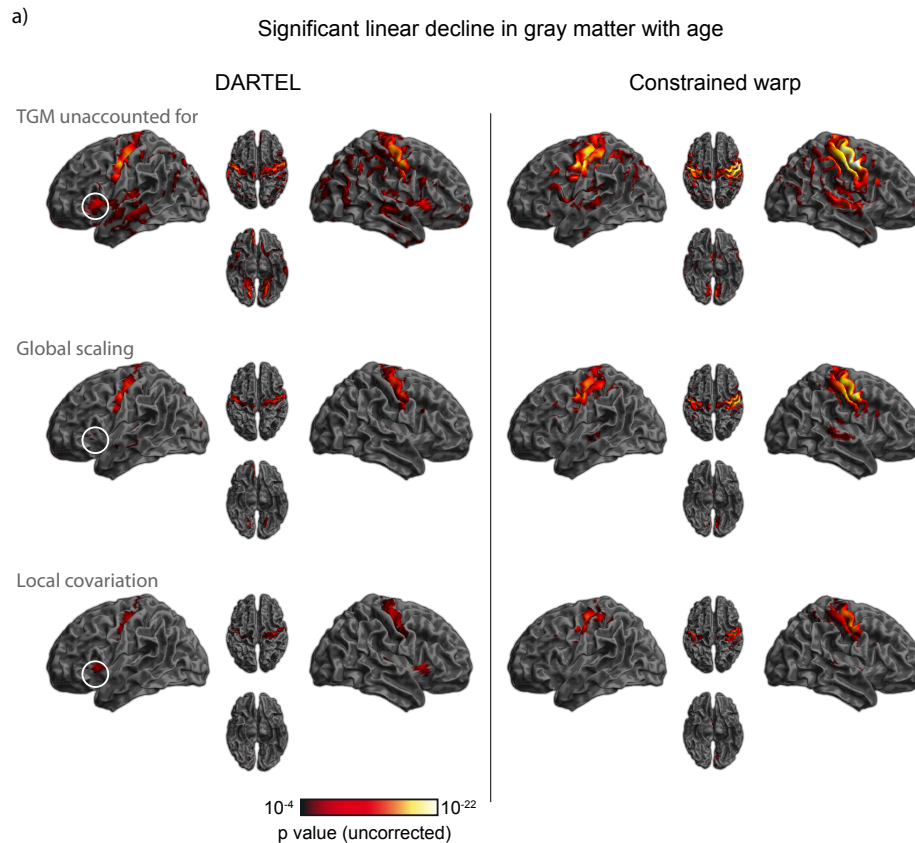 a)
Significant linear decline in gray matter with age
DARTEL
Constrained warp
TGM unaccounted for
Global scaling
Local covariation
10-4
10-22
p value (uncorrected)